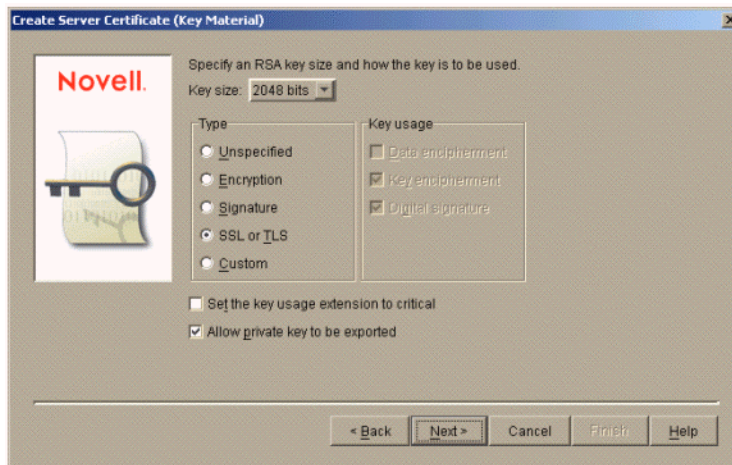 Create Server Certificate (Key Material)
Novell.
Specify an RSA key size and how the key is to be used.
Key size: 2048 bits
Type
Unspecified
Encryption
Signature
SSL or TLS
Custom
Key usage
Data encipherment
Key encipherment
Digital signature
Set the key usage extension to critical
Allow private key to be exported
< Back
Next >
Cancel
Finish
Help